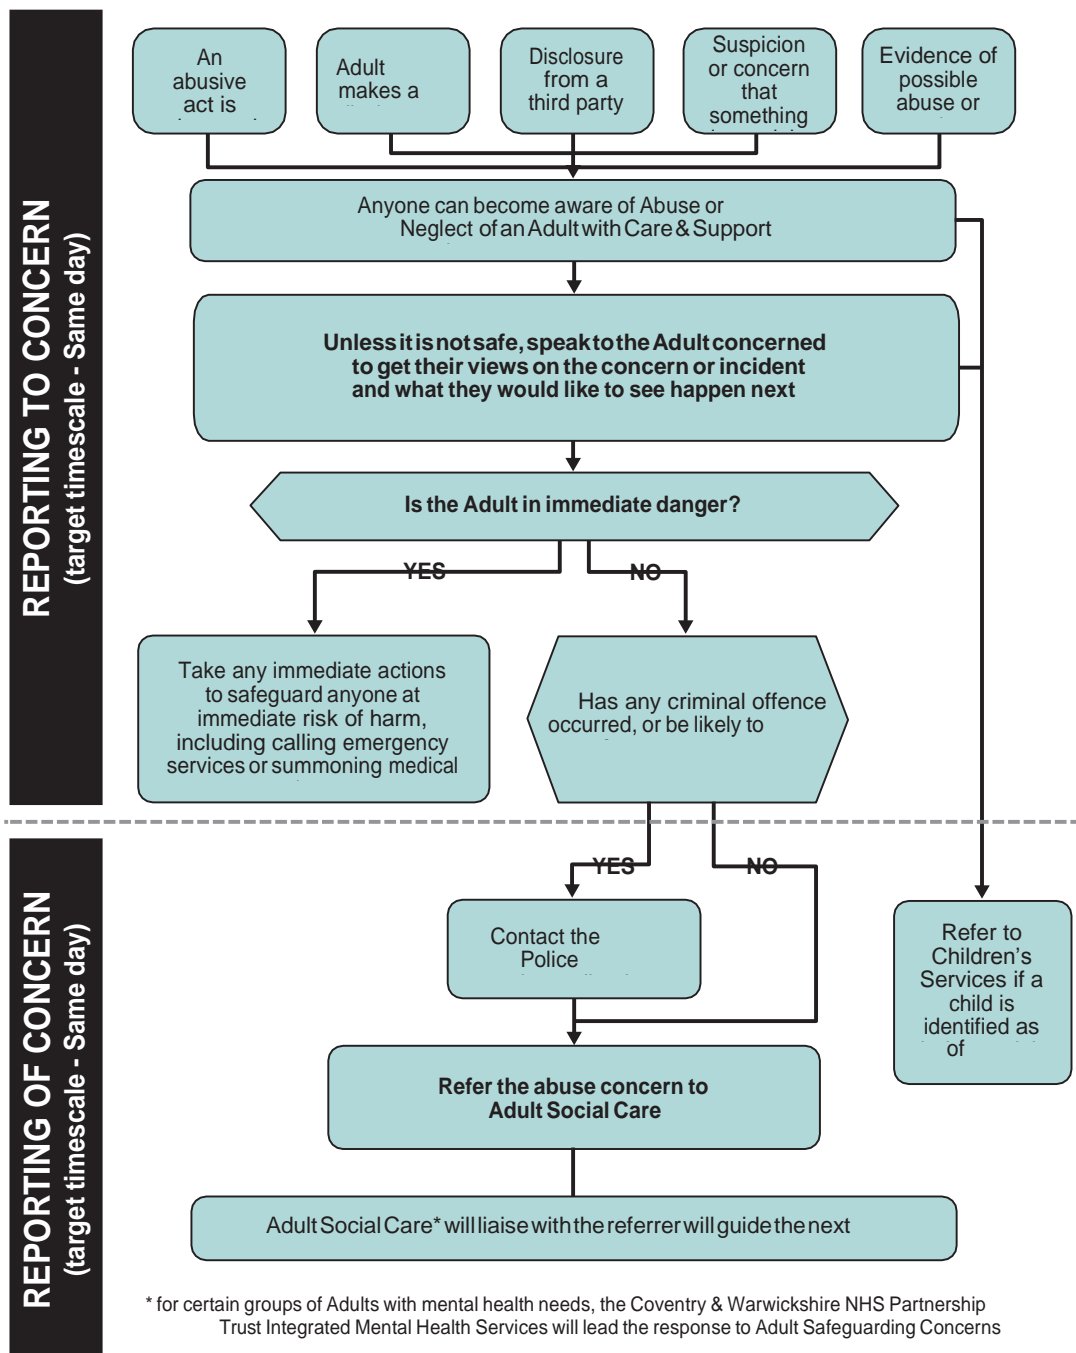 REPORTING TO CONCERN
(target timescale - Same day)
An
abusive
act is
Adult
makes a
Disclosure
from a
third party
Suspicion
or concern
that
something
Evidence of
possible
abuse or
Anyone can become aware of Abuse or
Neglect of an Adult with Care & Support
Unless it is not safe, speak to the Adult concerned
to get their views on the concern or incident
and what they would like to see happen next
Is the Adult in immediate danger?
YES
NO
Take any immediate actions
to safeguard anyone at
immediate risk of harm,
including calling emergency
services or summoning medical
Has any criminal offence
occurred, or be likely to
REPORTING OF CONCERN
(target timescale - Same day)
YES
NO
Contact the
Police
Refer to
Children's
Services if a
child is
identified as
of
Refer the abuse concern to
Adult Social Care
Adult Social Care* will liaise with the referrer will guide the next
* for certain groups of Adults with mental health needs, the Coventry & Warwickshire NHS Partnership
Trust Integrated Mental Health Services will lead the response to Adult Safeguarding Concerns